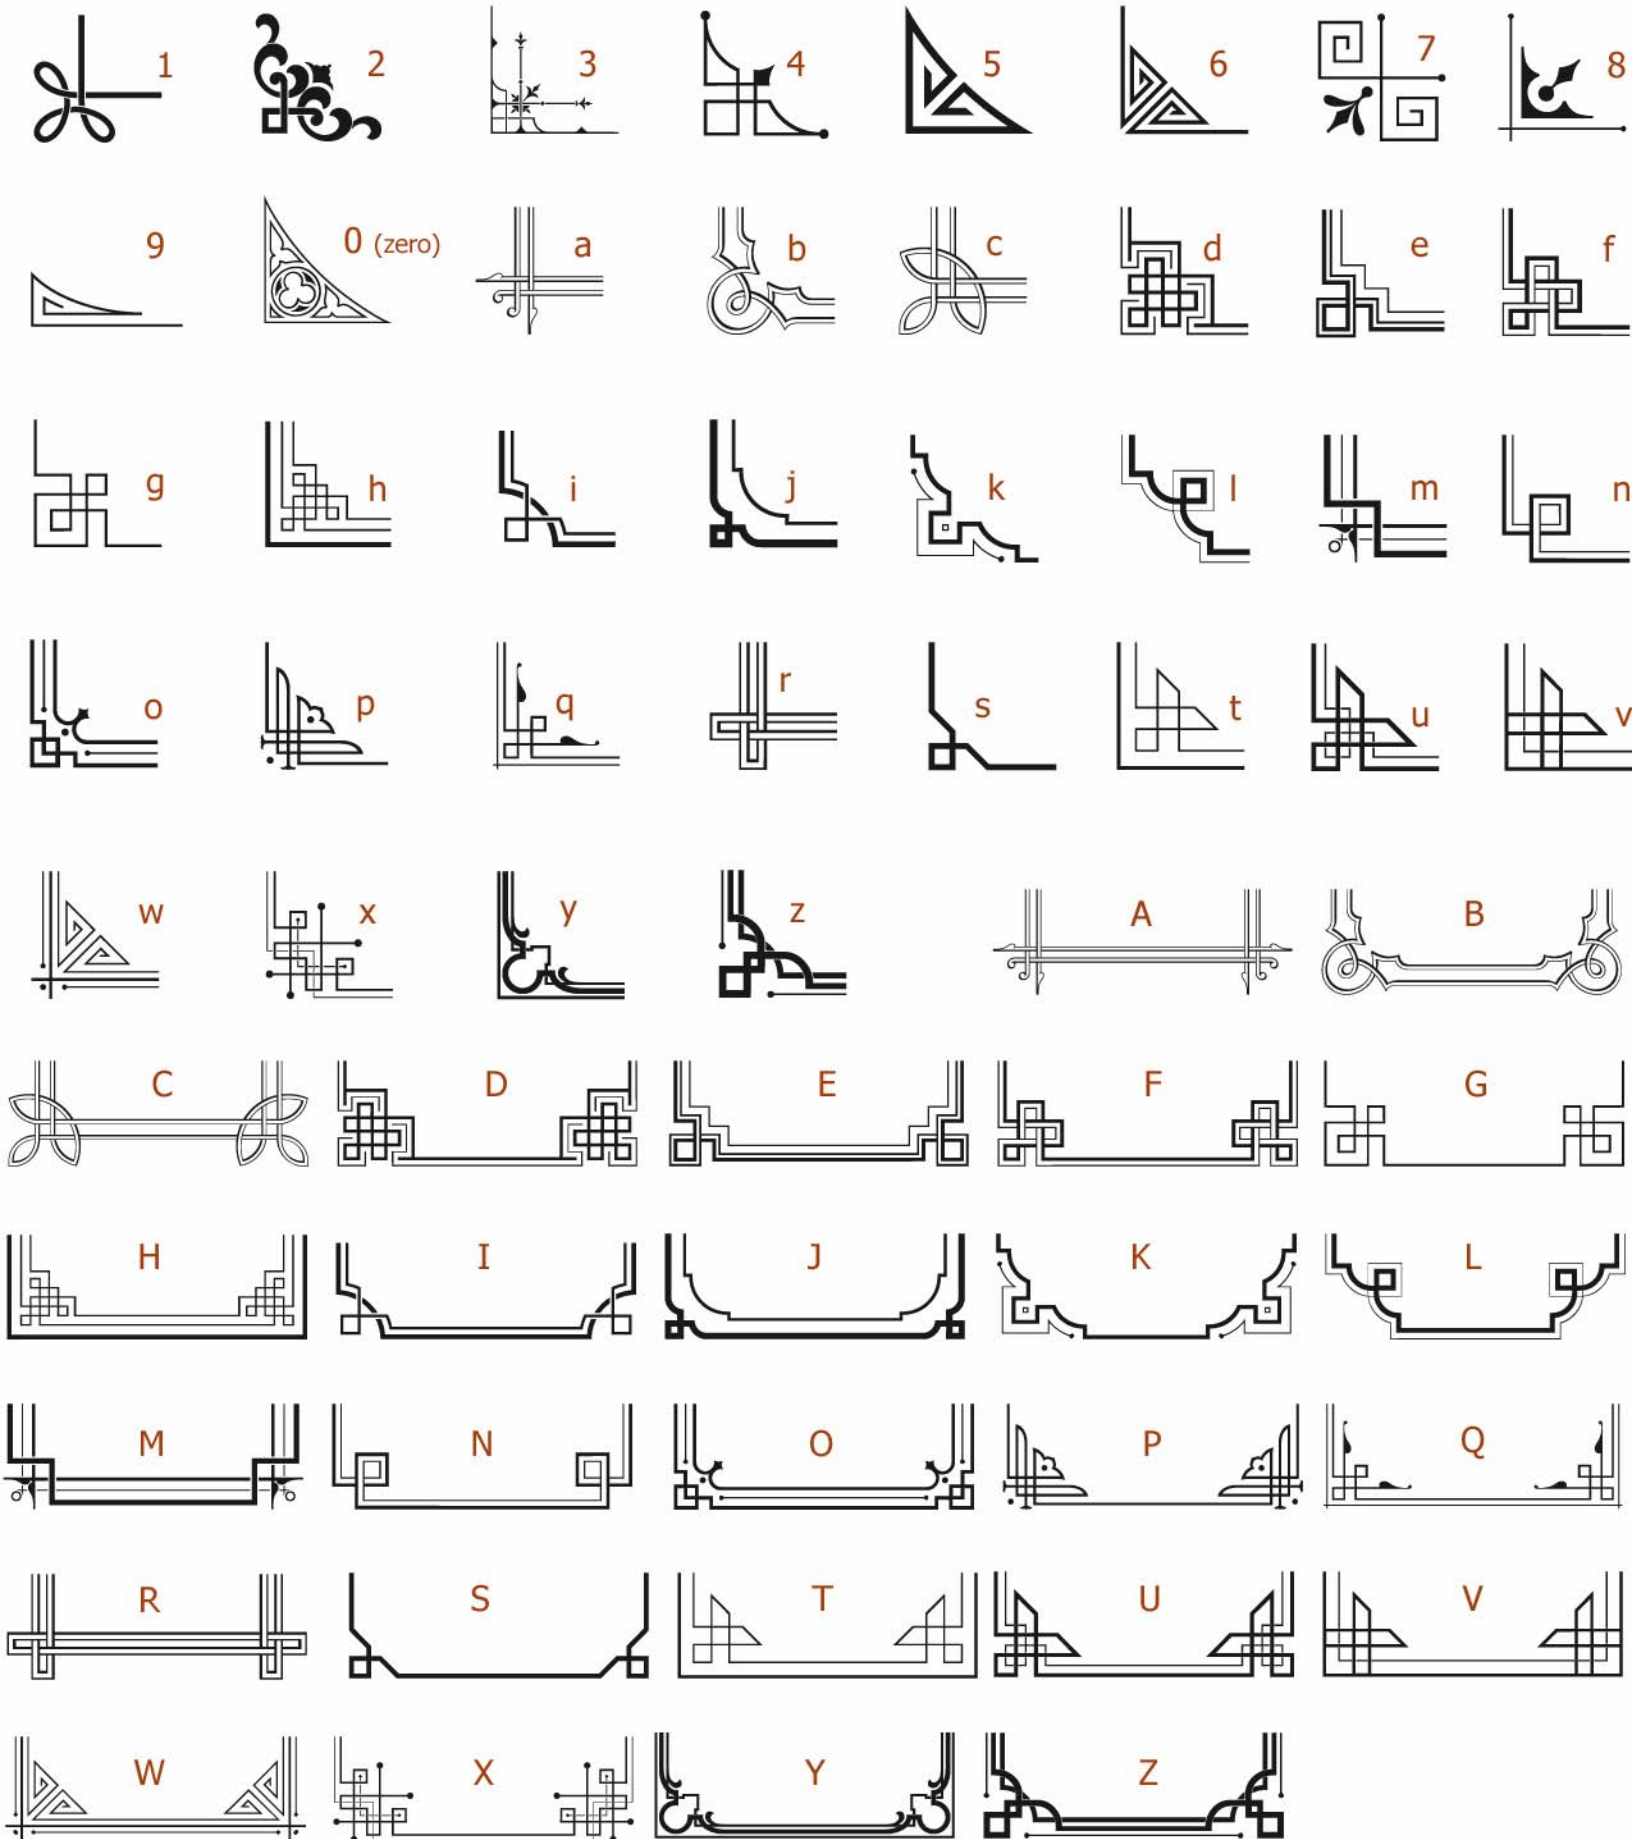 1 2 3 4 5 6 7 8
9 0 (zero) a b c d e f
g h i j k l m n
o p q r s t u v
w x y z A B
C D E F G
H I J K L
M N O P Q
R S T U V
W X Y Z